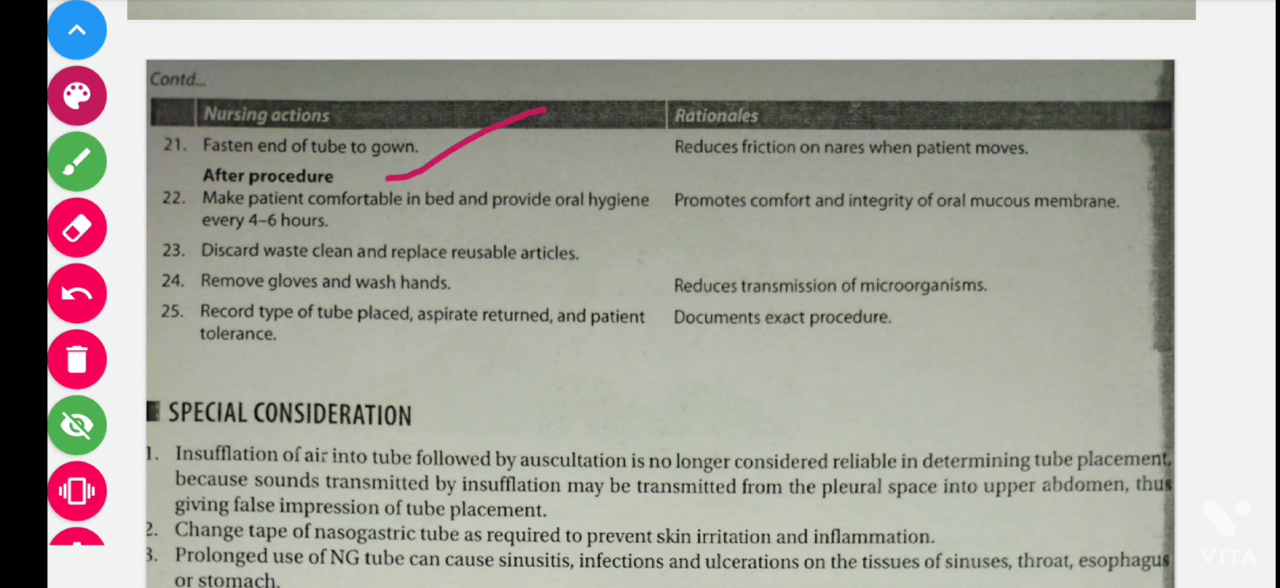 Contd...
Nursing actions Rationales
21. Fasten end of tube to gown. Reduces friction on nares when patient moves.
After procedure
22. Make patient comfortable in bed and provide oral hygiene Promotes comfort and integrity of oral mucous membrane.
every 4–6 hours.
23. Discard waste clean and replace reusable articles.
24. Remove gloves and wash hands. Reduces transmission of microorganisms.
25. Record type of tube placed, aspirate returned, and patient Documents exact procedure.
tolerance.
SPECIAL CONSIDERATION
1. Insufflation of air into tube followed by auscultation is no longer considered reliable in determining tube placement,
because sounds transmitted by insufflation may be transmitted from the pleural space into upper abdomen, thus
giving false impression of tube placement.
2. Change tape of nasogastric tube as required to prevent skin irritation and inflammation.
3. Prolonged use of NG tube can cause sinusitis, infections and ulcerations on the tissues of sinuses, throat, esophagus
or stomach.
VITA